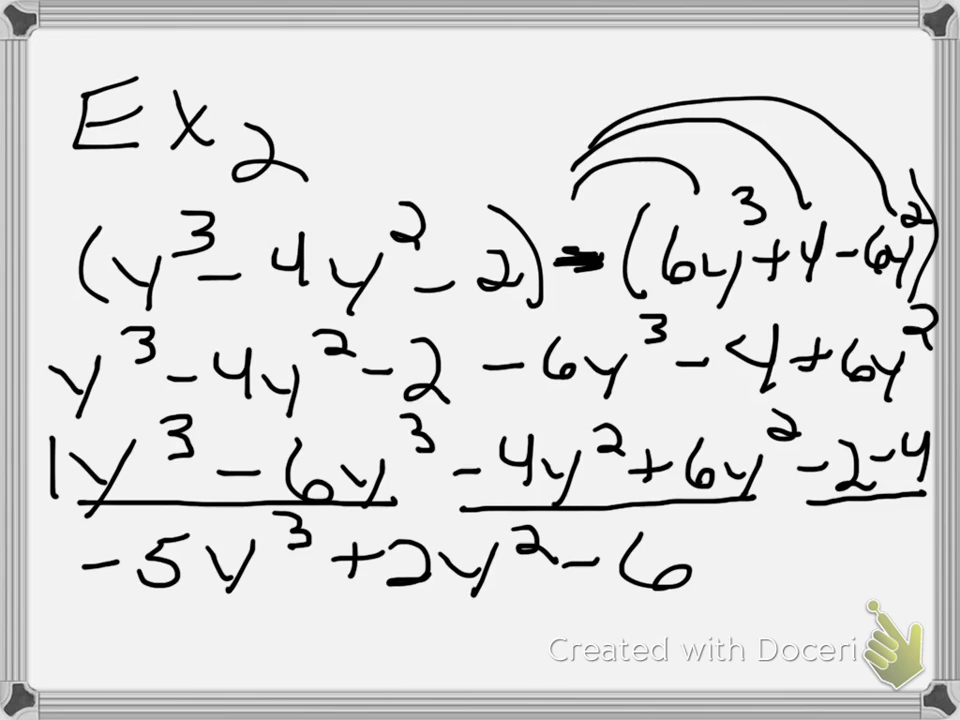 Ex 2
(y³ - 4y² - 2) - (6y³ + 4 - 6y²)
y³ - 4y² - 2 - 6y³ - 4 + 6y²
1y³ - 6y³ - 4y² + 6y² - 2 - 4
-5y³ + 2y² - 6
Created with Doceri